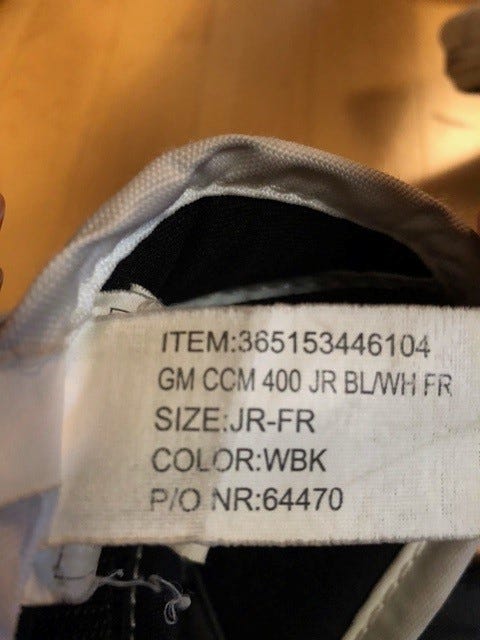 ITEM:365153446104
GM CCM 400 JR BL/WH FR
SIZE:JR-FR
COLOR:WBK
P/O NR:64470